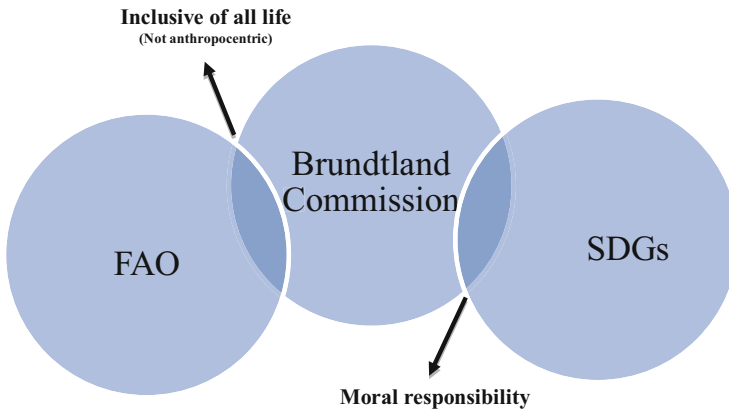 Inclusive of all life
(Not anthropocentric)
Brundtland
Commission
FAO
SDGs
Moral responsibility